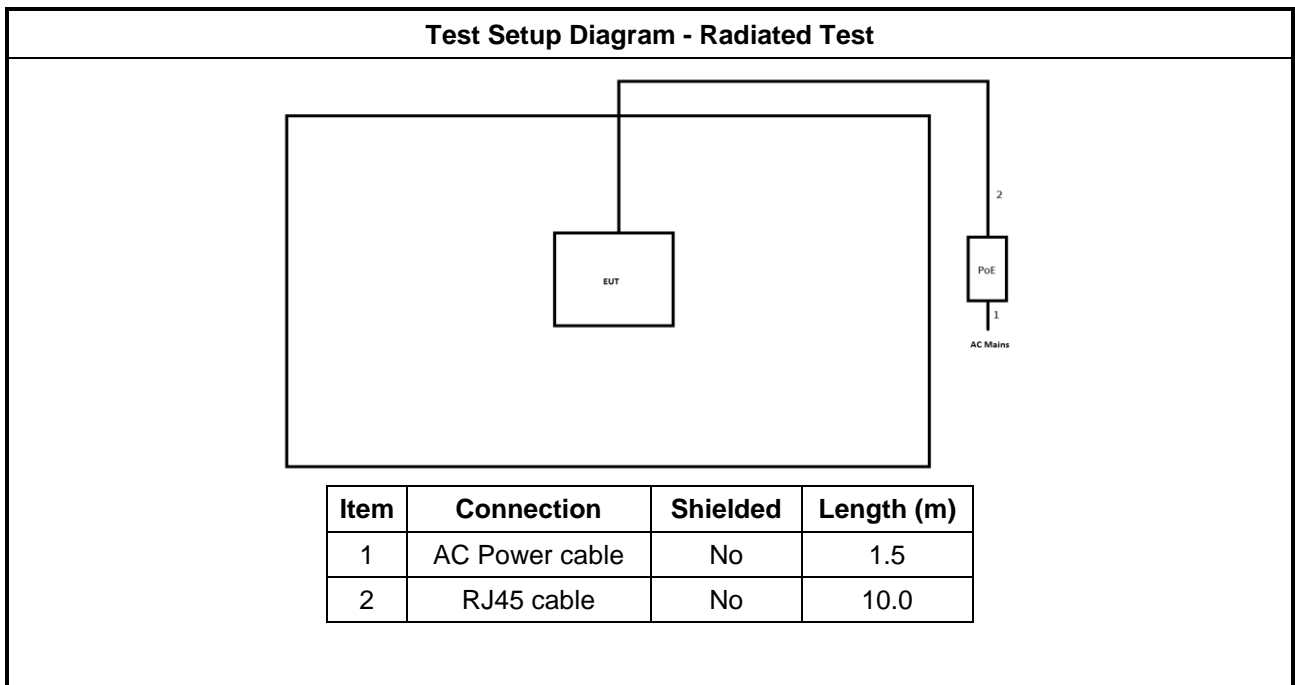 Test Setup Diagram - Radiated Test
2
EUT
PoE
1
AC Mains
Item Connection Shielded Length (m)
1 AC Power cable No 1.5
2 RJ45 cable No 10.0